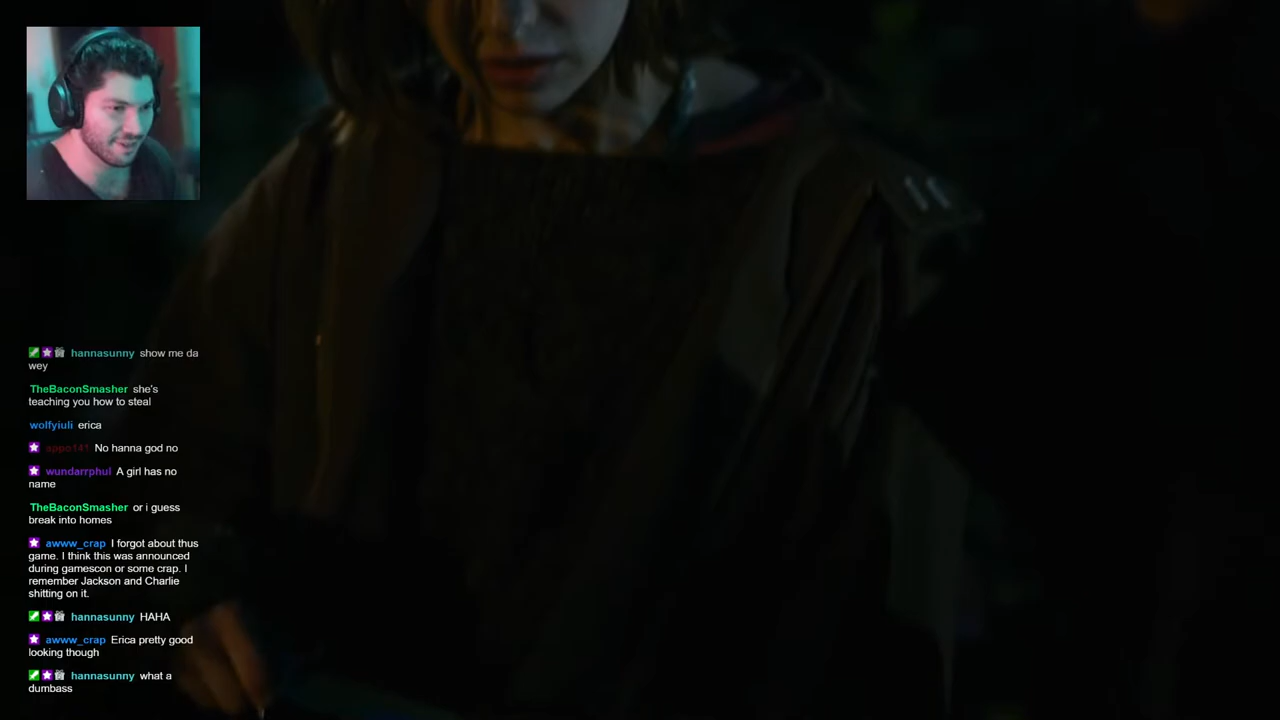 hannasunny show me da
wey
TheBaconSmasher she's
teaching you how to steal
wolfyiuli erica
appo141 No hanna god no
wundarrphul A girl has no
name
TheBaconSmasher or i guess
break into homes
awww_crap I forgot about thus
game. I think this was announced
during gamescon or some crap. I
remember Jackson and Charlie
shitting on it.
hannasunny HAHA
awww_crap Erica pretty good
looking though
hannasunny what a
dumbass